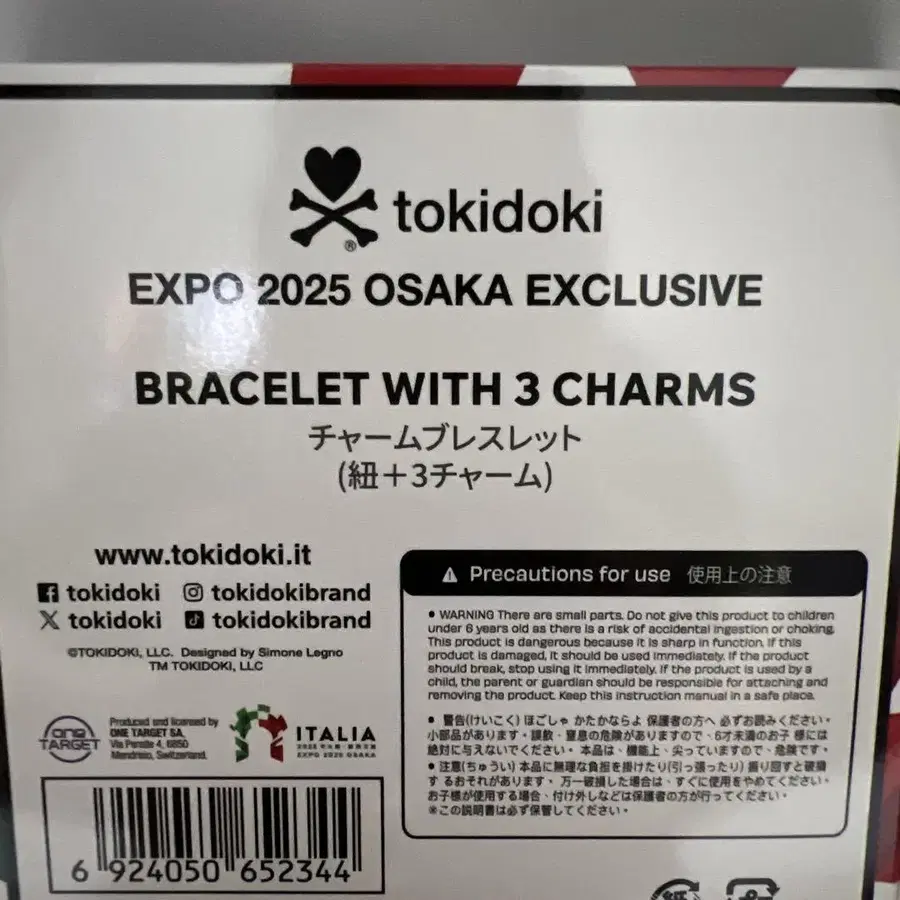 tokidoki
®
EXPO 2025 OSAKA EXCLUSIVE
BRACELET WITH 3 CHARMS
チャームブレスレット
(紐＋3チャーム)
www.tokidoki.it
tokidoki tokidokibrand
tokidoki tokidokibrand
©TOKIDOKI, LLC. Designed by Simone Legno
TM TOKIDOKI, LLC
one TARGET
Produced and licensed by
ONE TARGET SA.
Via Penate 4, 6850
Mendrisio, Switzerland.
ITALIA
EXPO 2025 OSAKA
6 924050 652344
Precautions for use 使用上の注意
• WARNING There are small parts. Do not give this product to children
under 6 years old as there is a risk of accidental ingestion or choking.
This product is dangerous because it is sharp in function. If this
product is damaged, it should be used immediately. If the product
should break, stop using it immediately. If the product is used by a
child, the parent or guardian should be responsible for attaching and
removing the product. Keep this instruction manual in a safe place.
• 警告(けいこく) ほごしゃ かたかならよ 保護者の方へ 必ずお読みください・
小部品があります・誤飲・窒息の危険がありますので、6才未満のお子 様には
絶対に与えないでください・ 本品は、機能上、尖っていますので、危険です・
• 注意(ちゅうい) 本品に無理な負担を掛けたり(引っ張ったり) 振り回すと破損
す るおそれがあります・ 万一破損した場合は、すぐに使用をやめてください・
お子様が使用する場合、付け外しなどは保護者の方が行ってください・
※この説明書は必ず保管してください・